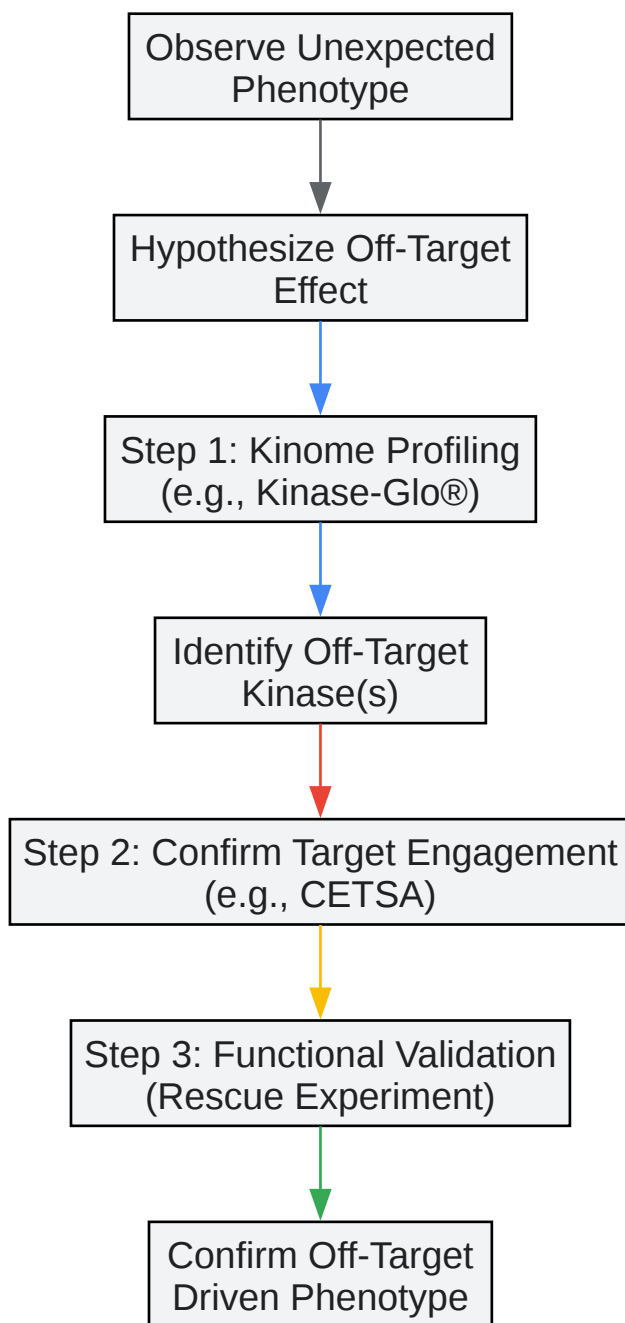 Observe Unexpected
Phenotype
Hypothesize Off-Target
Effect
Step 1: Kinome Profiling
(e.g., Kinase-Glo®)
Identify Off-Target
Kinase(s)
Step 2: Confirm Target Engagement
(e.g., CETSA)
Step 3: Functional Validation
(Rescue Experiment)
Confirm Off-Target
Driven Phenotype